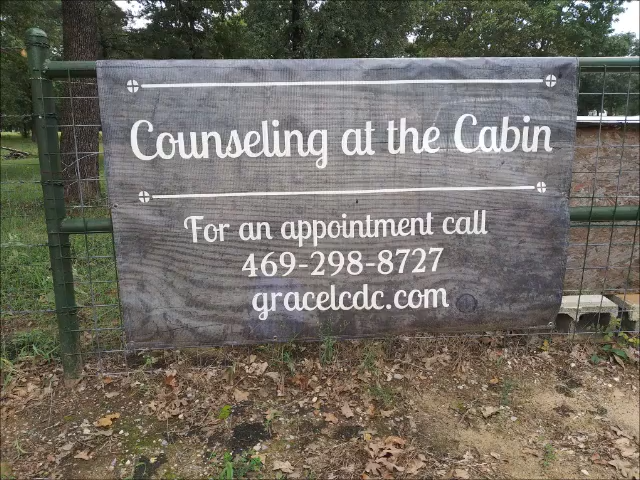 Counseling at the Cabin
For an appointment call
469-298-8727
gracelcdc.com